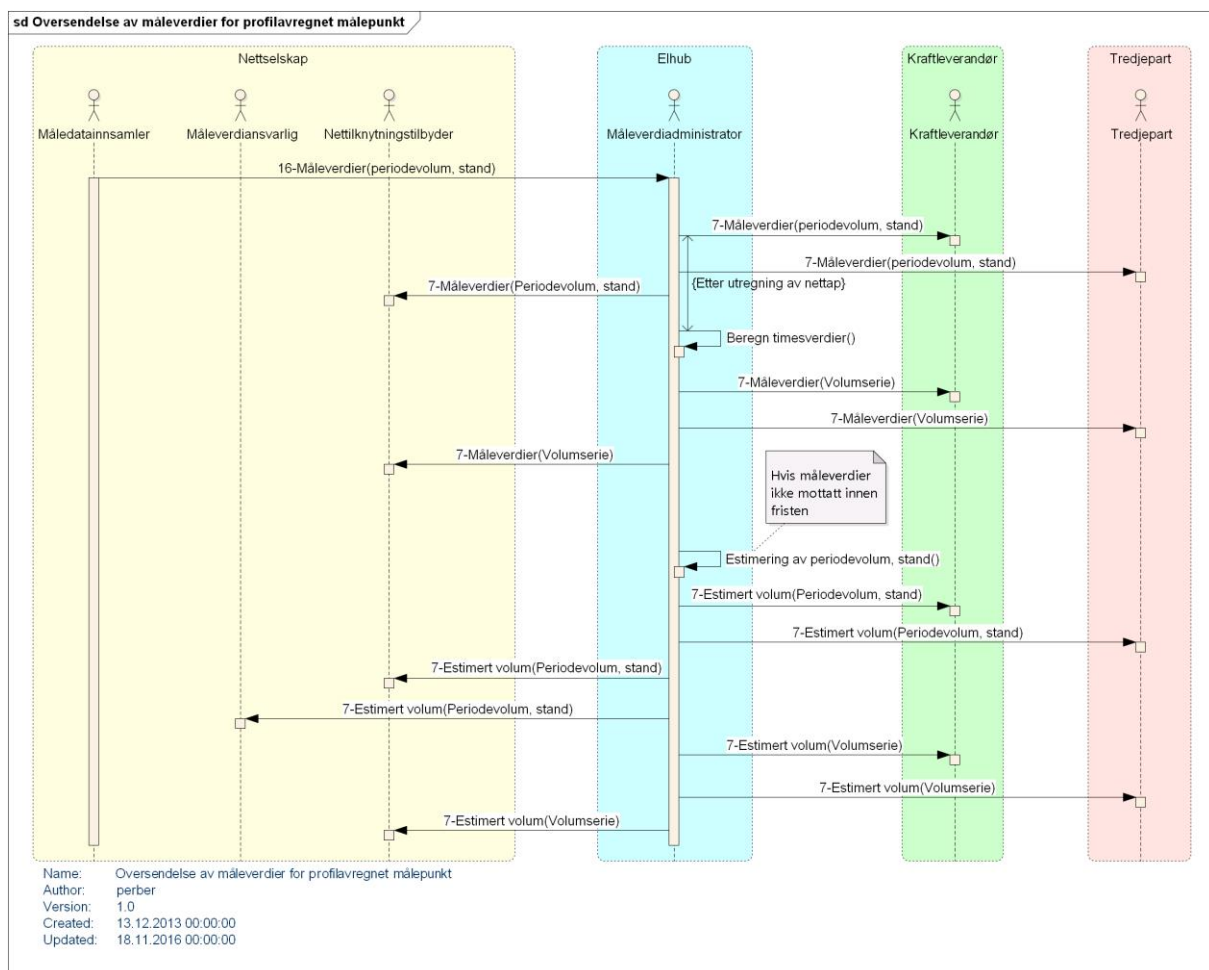 sd Oversendelse av måleverdier for profilavregnet målepunkt
Nettselskap
Elhub
Kraftleverandør
Tredjepart
Måledatainnsamler
Måleverdiansvarlig
Nettilknytningstilbyder
Måleverdiadministrator
Kraftleverandør
Tredjepart
16-Måleverdier(periodevolum, stand)
7-Måleverdier(periodevolum, stand)
7-Måleverdier(periodevolum, stand)
{Etter utregning av nettap}
7-Måleverdier(Periodevolum, stand)
Beregn timesverdier()
7-Måleverdier(Volumserie)
7-Måleverdier(Volumserie)
7-Måleverdier(Volumserie)
Hvis måleverdier
ikke mottatt innen
fristen
Estimering av periodevolum, stand()
7-Estimert volum(Periodevolum, stand)
7-Estimert volum(Periodevolum, stand)
7-Estimert volum(Periodevolum, stand)
7-Estimert volum(Periodevolum, stand)
7-Estimert volum(Volumserie)
7-Estimert volum(Volumserie)
7-Estimert volum(Volumserie)
Name: Oversendelse av måleverdier for profilavregnet målepunkt
Author: perber
Version: 1.0
Created: 13.12.2013 00:00:00
Updated: 18.11.2016 00:00:00